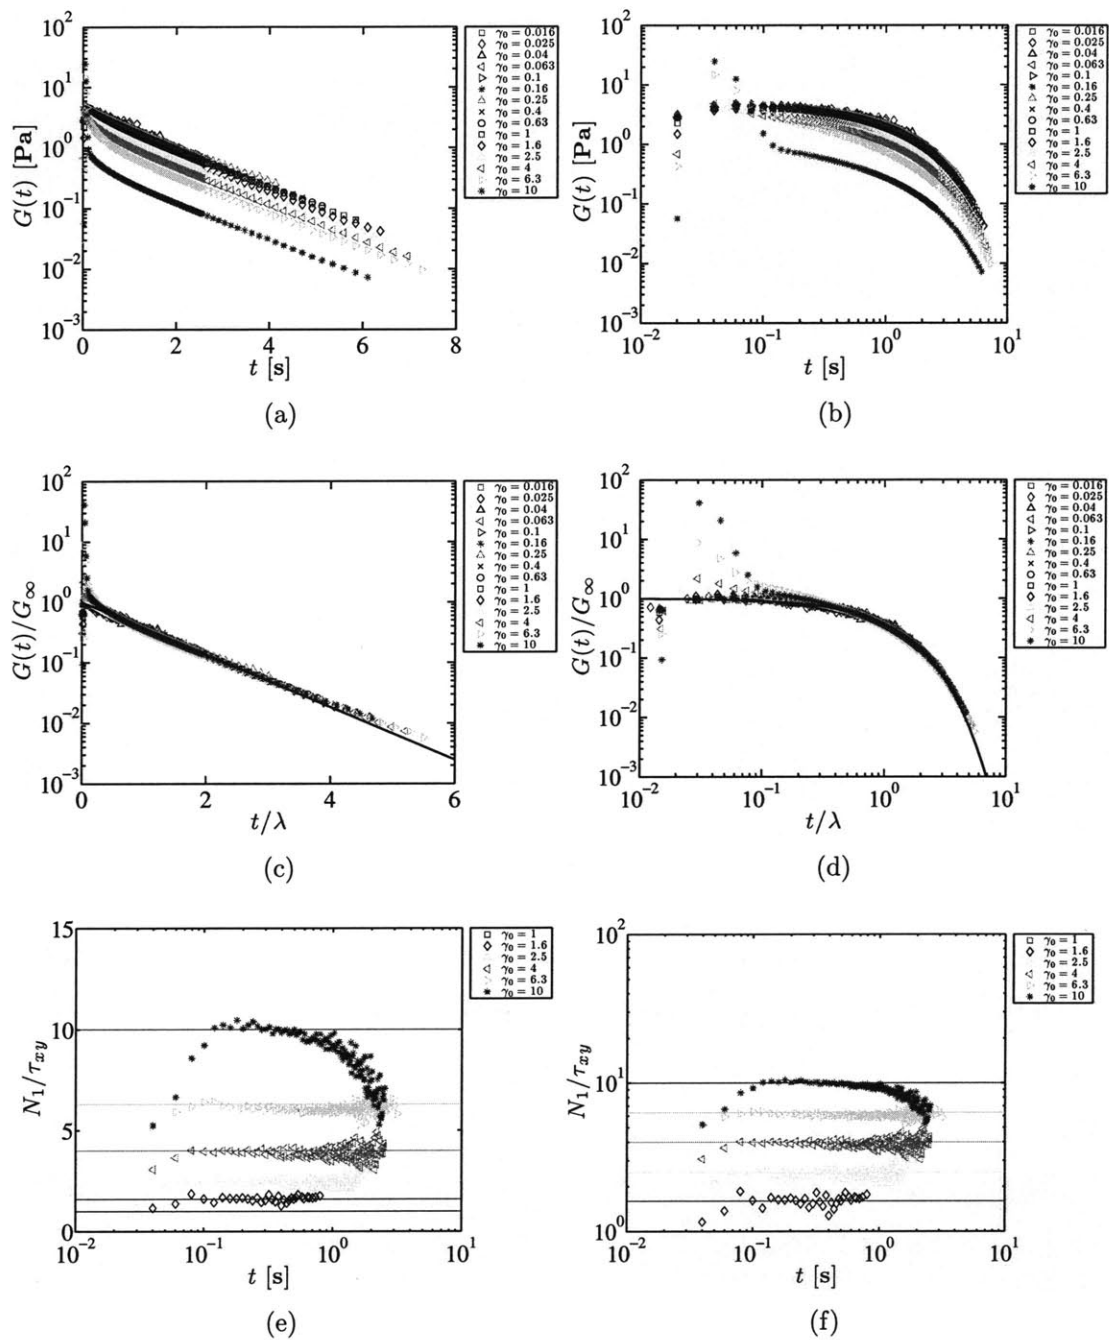 10² 10¹ 10⁰ 10⁻¹ 10⁻² 10⁻³
G(t) [Pa]
0 2 4 6 8
t [s]
γ₀ = 0.016
γ₀ = 0.025
γ₀ = 0.04
γ₀ = 0.063
γ₀ = 0.1
γ₀ = 0.16
γ₀ = 0.25
γ₀ = 0.4
γ₀ = 0.63
γ₀ = 1
γ₀ = 1.6
γ₀ = 2.5
γ₀ = 4
γ₀ = 6.3
γ₀ = 10
(a)
10² 10¹ 10⁰ 10⁻¹ 10⁻² 10⁻³
G(t) [Pa]
10⁻² 10⁻¹ 10⁰ 10¹
t [s]
γ₀ = 0.016
γ₀ = 0.025
γ₀ = 0.04
γ₀ = 0.063
γ₀ = 0.1
γ₀ = 0.16
γ₀ = 0.25
γ₀ = 0.4
γ₀ = 0.63
γ₀ = 1
γ₀ = 1.6
γ₀ = 2.5
γ₀ = 4
γ₀ = 6.3
γ₀ = 10
(b)
10² 10¹ 10⁰ 10⁻¹ 10⁻² 10⁻³
G(t)/G∞
0 2 4 6
t/λ
γ₀ = 0.016
γ₀ = 0.025
γ₀ = 0.04
γ₀ = 0.063
γ₀ = 0.1
γ₀ = 0.16
γ₀ = 0.25
γ₀ = 0.4
γ₀ = 0.63
γ₀ = 1
γ₀ = 1.6
γ₀ = 2.5
γ₀ = 4
γ₀ = 6.3
γ₀ = 10
(c)
10² 10¹ 10⁰ 10⁻¹ 10⁻² 10⁻³
G(t)/G∞
10⁻² 10⁻¹ 10⁰ 10¹
t/λ
γ₀ = 0.016
γ₀ = 0.025
γ₀ = 0.04
γ₀ = 0.063
γ₀ = 0.1
γ₀ = 0.16
γ₀ = 0.25
γ₀ = 0.4
γ₀ = 0.63
γ₀ = 1
γ₀ = 1.6
γ₀ = 2.5
γ₀ = 4
γ₀ = 6.3
γ₀ = 10
(d)
15 10 5 0
N₁/τxy
10⁻² 10⁻¹ 10⁰ 10¹
t [s]
γ₀ = 1
γ₀ = 1.6
γ₀ = 2.5
γ₀ = 4
γ₀ = 6.3
γ₀ = 10
(e)
10² 10¹ 10⁰
N₁/τxy
10⁻² 10⁻¹ 10⁰ 10¹
t [s]
γ₀ = 1
γ₀ = 1.6
γ₀ = 2.5
γ₀ = 4
γ₀ = 6.3
γ₀ = 10
(f)